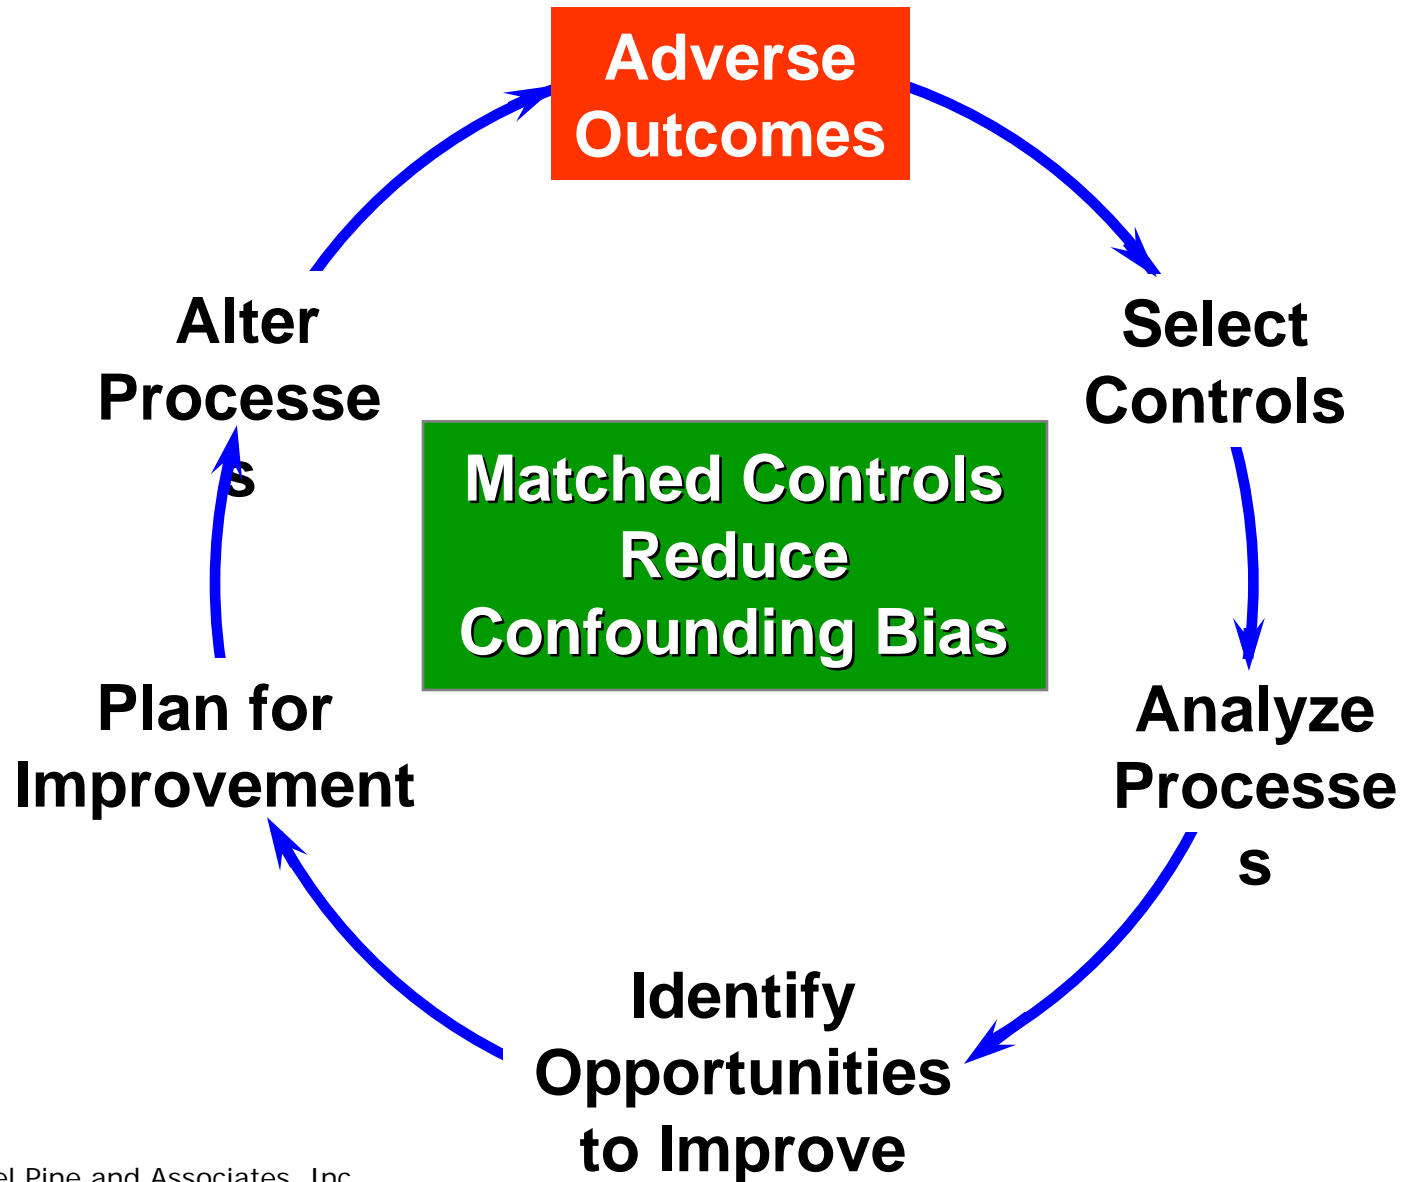 Adverse
Outcomes
Select
Controls
Analyze
Processe
s
Identify
Opportunities
to Improve
Plan for
Improvement
Alter
Processe
s
Matched Controls
Reduce
Confounding Bias
Pine and Associates, Inc